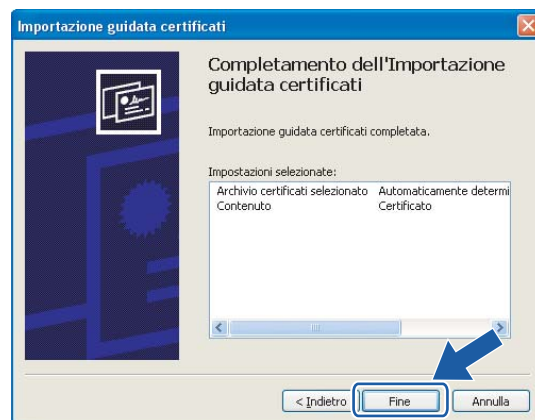 Importazione guidata certificati
Completamento dell'Importazione
guidata certificati
Importazione guidata certificati completata.
Impostazioni selezionate:
Archivio certificati selezionato Automaticamente determi
Contenuto Certificato
< Indietro Fine Annulla